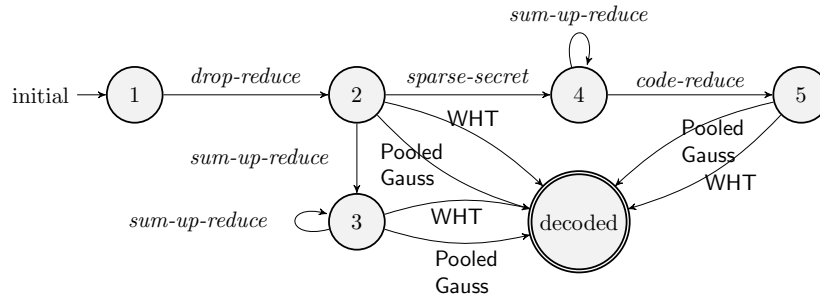 sum-up-reduce
initial
1
drop-reduce
2
sparse-secret
4
code-reduce
5
WHT
Pooled
Gauss
sum-up-reduce
Pooled
Gauss
WHT
sum-up-reduce
3
WHT
decoded
Pooled
Gauss